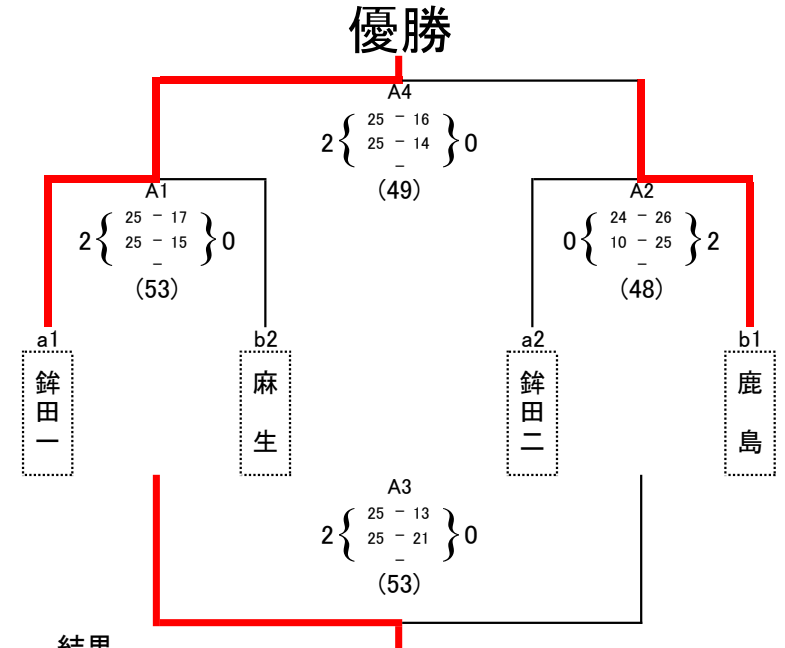 優勝
A4
25 - 16
2 { 25 - 14 } 0
-
(49)
A1
25 - 17
2 { 25 - 15 } 0
-
(53)
A2
24 - 26
0 { 10 - 25 } 2
-
(48)
a1
鉾田一
b2
麻生
a2
鉾田二
b1
鹿島
A3
25 - 13
2 { 25 - 21 } 0
-
(53)
結果